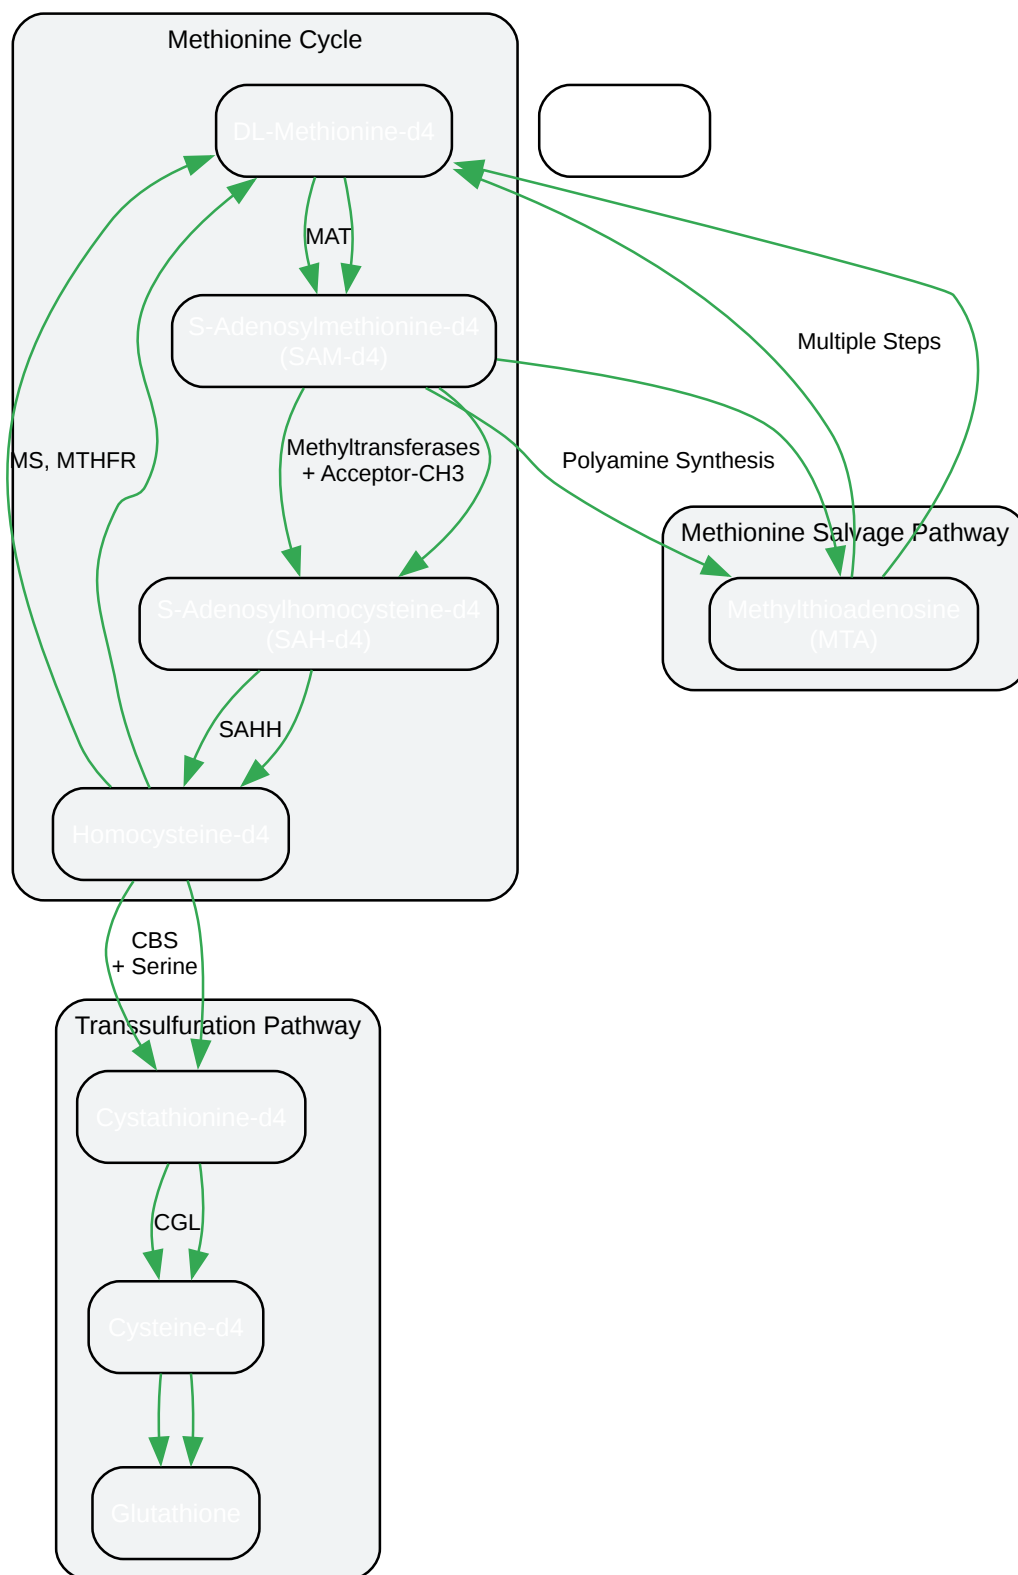 Methionine Cycle
DL-Methionine-d4
MAT
S-Adenosylmethionine-d4
(SAM-d4)
Multiple Steps
Methyltransferases
+ Acceptor-CH3
MS, MTHFR
Polyamine Synthesis
Methionine Salvage Pathway
S-Adenosylhomocysteine-d4
(SAH-d4)
Methylthioadenosine
(MTA)
SAHH
Homocysteine-d4
CBS
+ Serine
Transsulfuration Pathway
Cystathionine-d4
CGL
Cysteine-d4
Glutathione